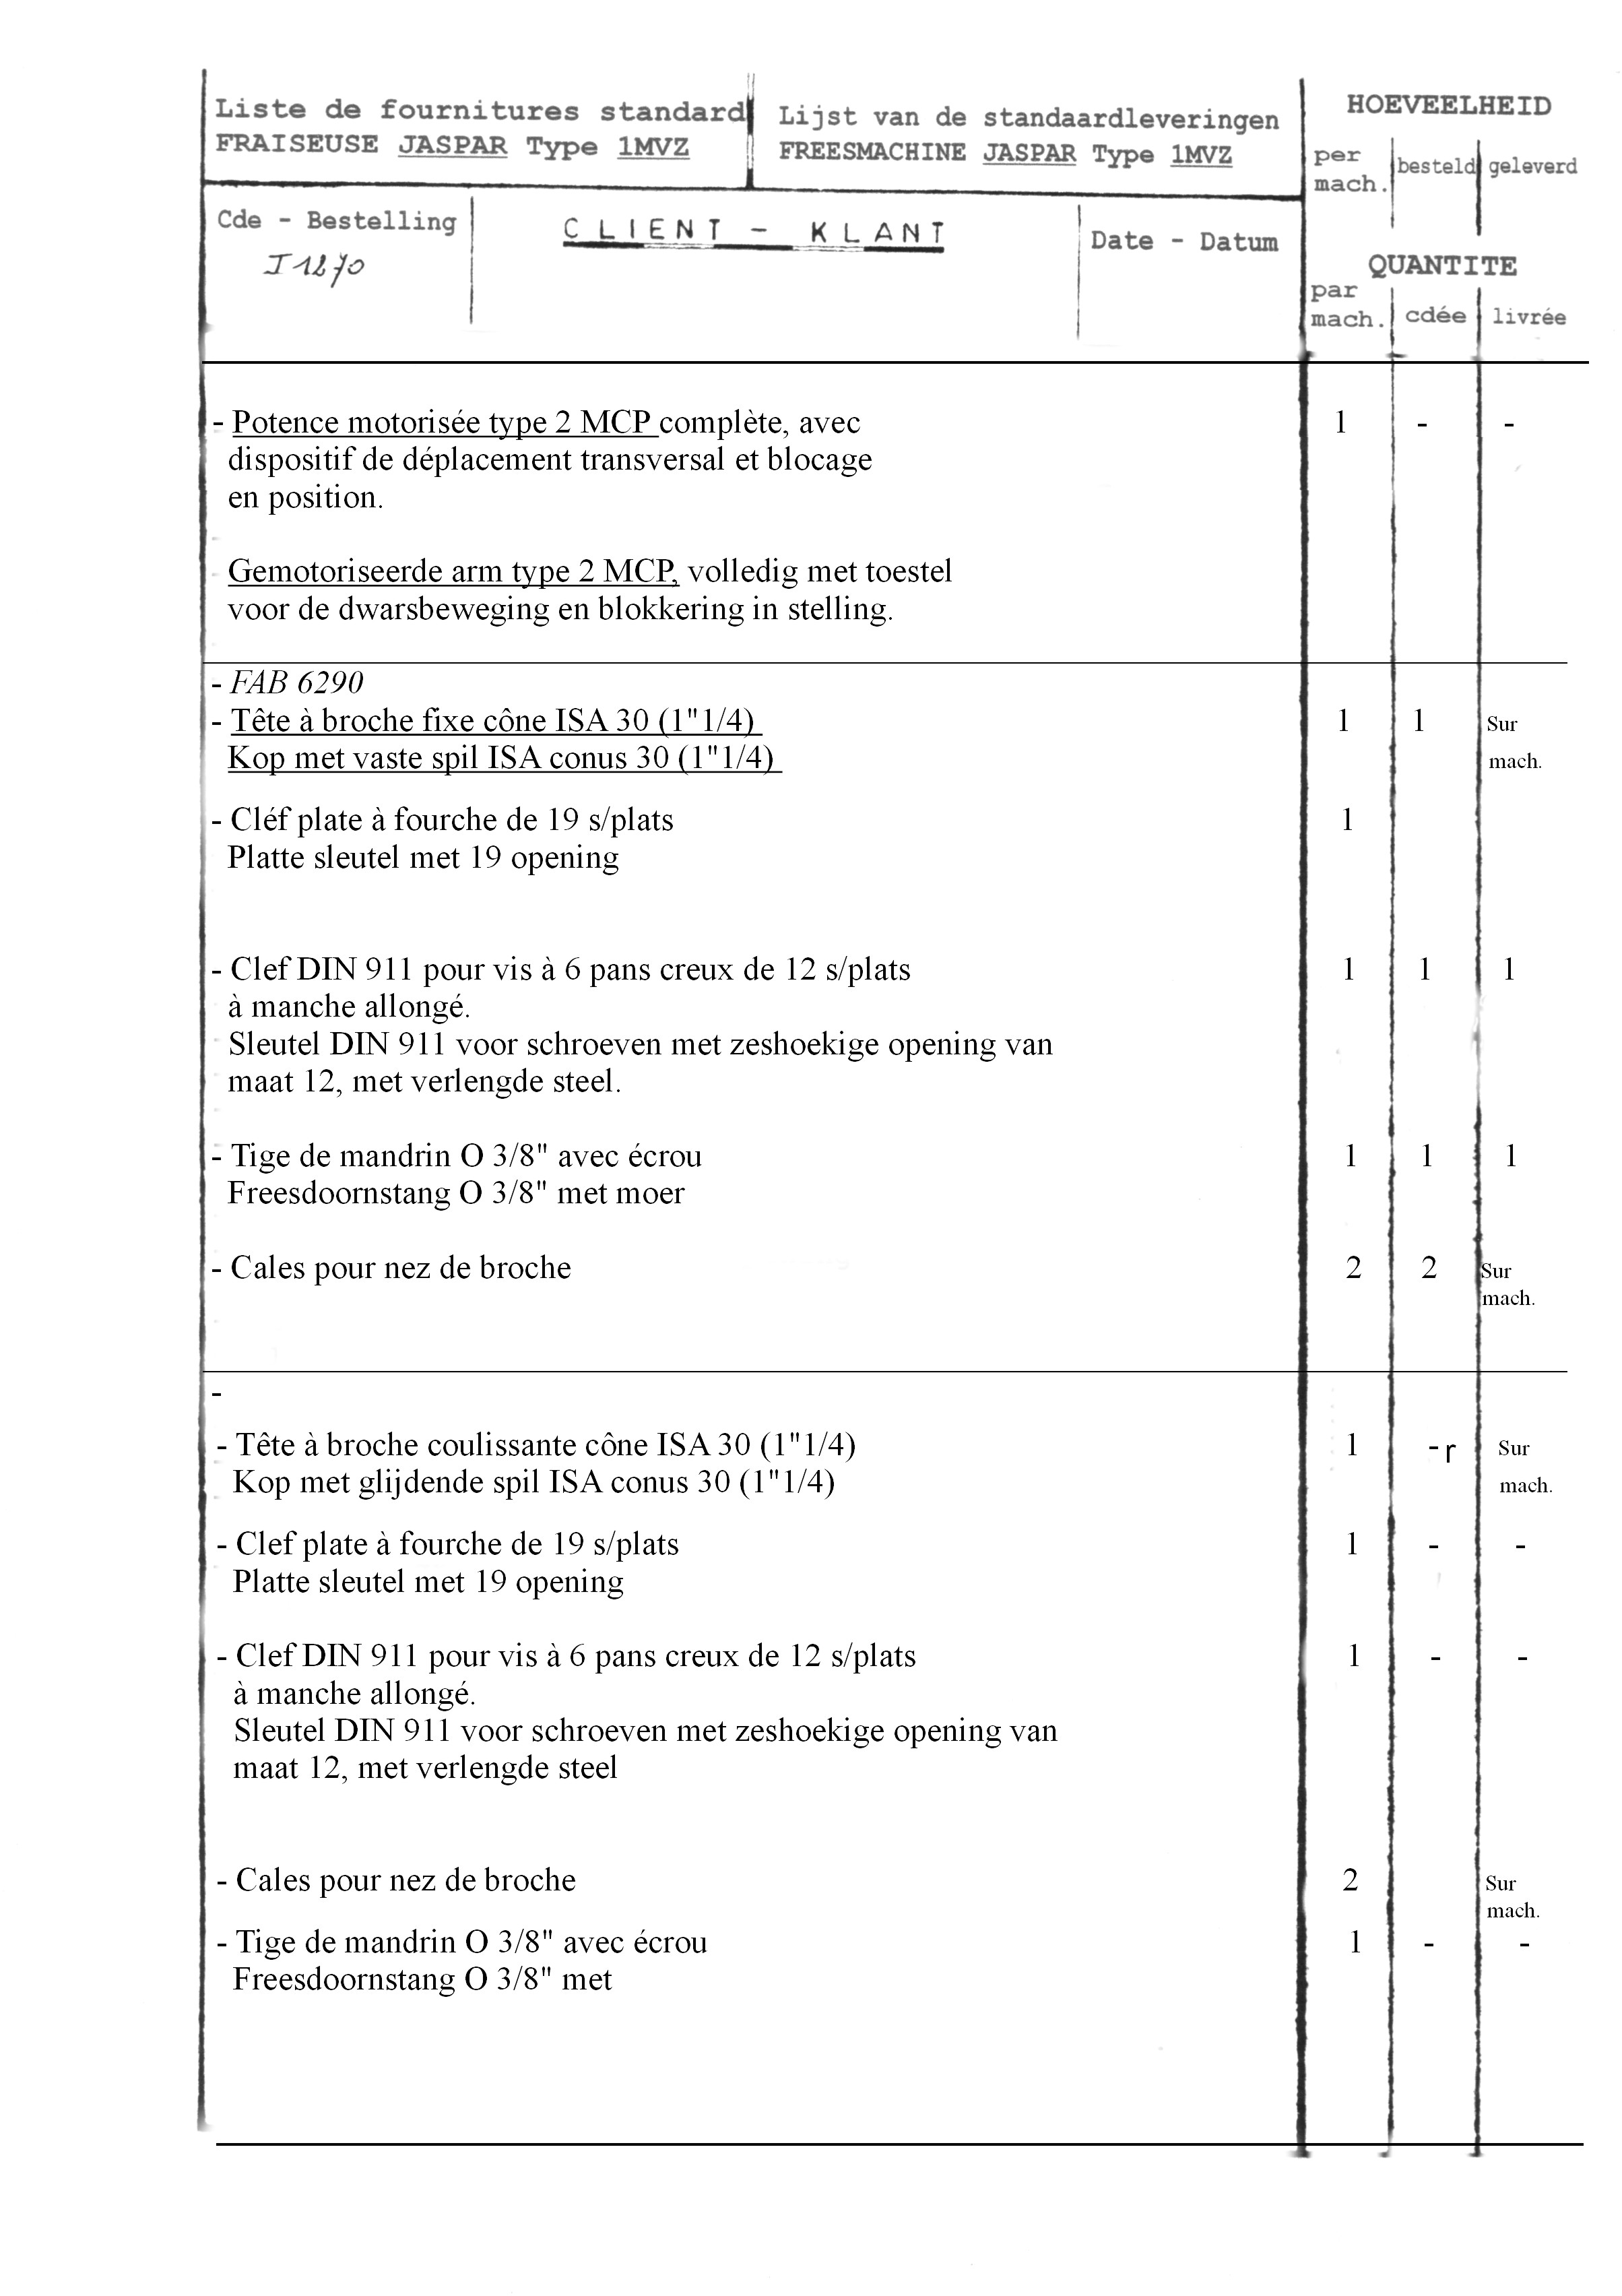 Liste de fournitures standard
FRAISEUSE JASPAR Type 1MVZ
Lijst van de standaardleveringen
FREESMACHINE JASPAR Type 1MVZ
HOEVEELHEID
per mach. besteld geleverd
Cde - Bestelling
I1270
CLIENT - KLANT
Date - Datum
QUANTITE
par mach. cdée livrée
- Potence motorisée type 2 MCP complète, avec 1 - -
dispositif de déplacement transversal et blocage
en position.
Gemotoriseerde arm type 2 MCP, volledig met toestel
voor de dwarsbeweging en blokkering in stelling.
- FAB 6290
- Tête à broche fixe cône ISA 30 (1"1/4) 1 1 Sur
Kop met vaste spil ISA conus 30 (1"1/4) mach.
- Cléf plate à fourche de 19 s/plats 1
Platte sleutel met 19 opening
- Clef DIN 911 pour vis à 6 pans creux de 12 s/plats 1 1 1
à manche allongé.
Sleutel DIN 911 voor schroeven met zeshoekige opening van
maat 12, met verlengde steel.
- Tige de mandrin O 3/8" avec écrou 1 1 1
Freesdoornstang O 3/8" met moer
- Cales pour nez de broche 2 2 Sur
mach.
-
- Tête à broche coulissante cône ISA 30 (1"1/4) 1 -r Sur
Kop met glijdende spil ISA conus 30 (1"1/4) mach.
- Clef plate à fourche de 19 s/plats 1 - -
Platte sleutel met 19 opening
- Clef DIN 911 pour vis à 6 pans creux de 12 s/plats 1 - -
à manche allongé.
Sleutel DIN 911 voor schroeven met zeshoekige opening van
maat 12, met verlengde steel
- Cales pour nez de broche 2 Sur
mach.
- Tige de mandrin O 3/8" avec écrou 1 - -
Freesdoornstang O 3/8" met